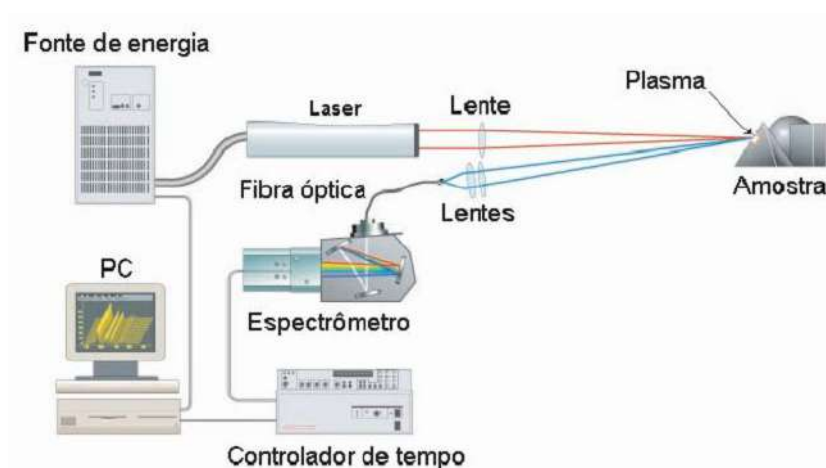 Fonte de energia
Laser
Lente
Plasma
Fibra óptica
Lentes
Amostra
PC
Espectrômetro
Controlador de tempo